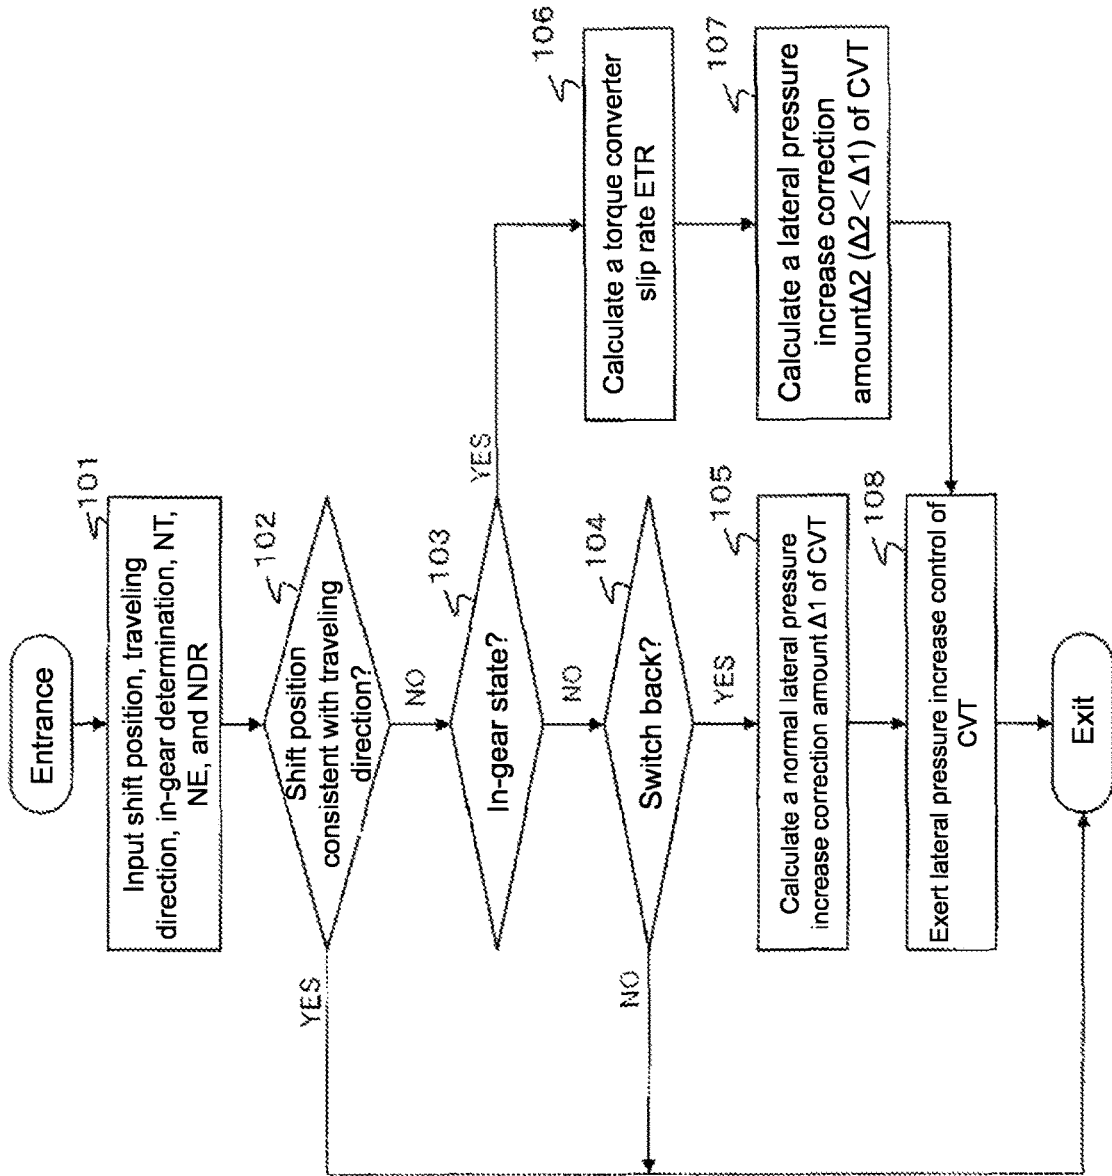 Entrance
101
Input shift position, traveling
direction, in-gear determination, NT,
NE, and NDR
102
Shift position
consistent with traveling
direction?
YES
NO
103
In-gear state?
YES
NO
104
Switch back?
NO
YES
105
Calculate a normal lateral pressure
increase correction amount Δ1 of CVT
106
Calculate a torque converter
slip rate ETR
107
Calculate a lateral pressure
increase correction
amountΔ2 (Δ2＜Δ1) of CVT
108
Exert lateral pressure increase control of
CVT
Exit